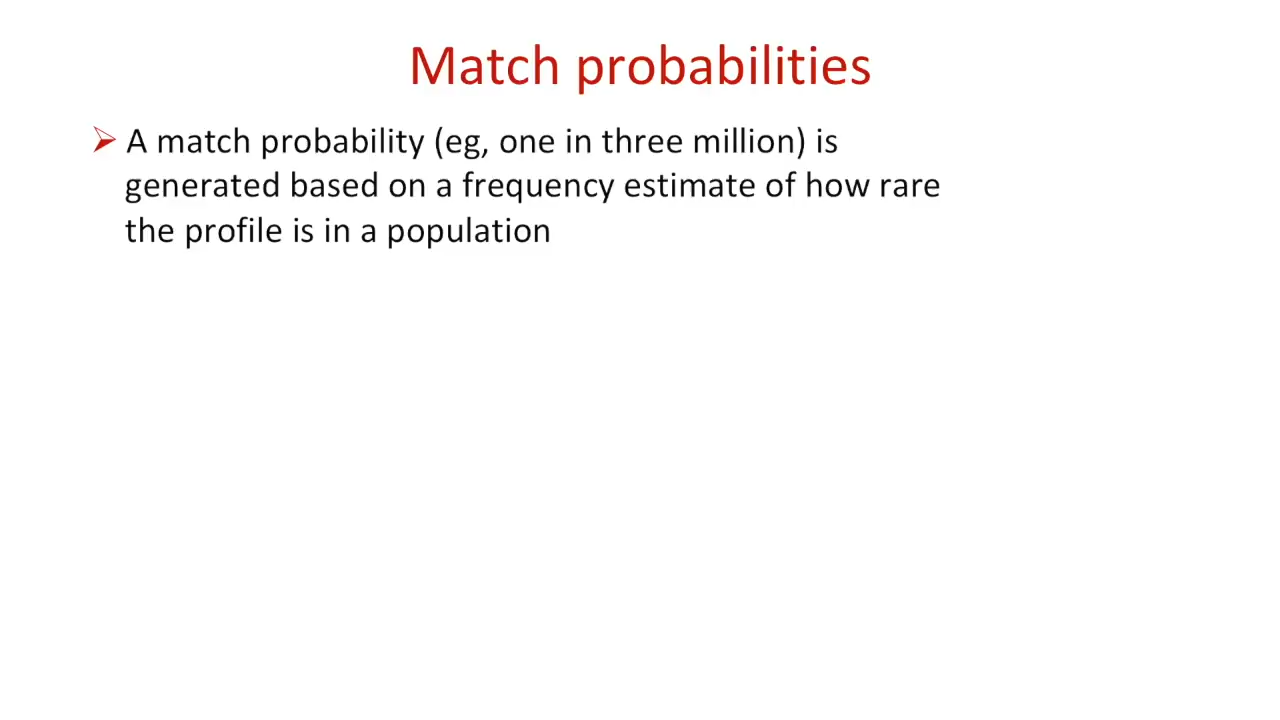 Match probabilities
➢ A match probability (eg, one in three million) is
generated based on a frequency estimate of how rare
the profile is in a population